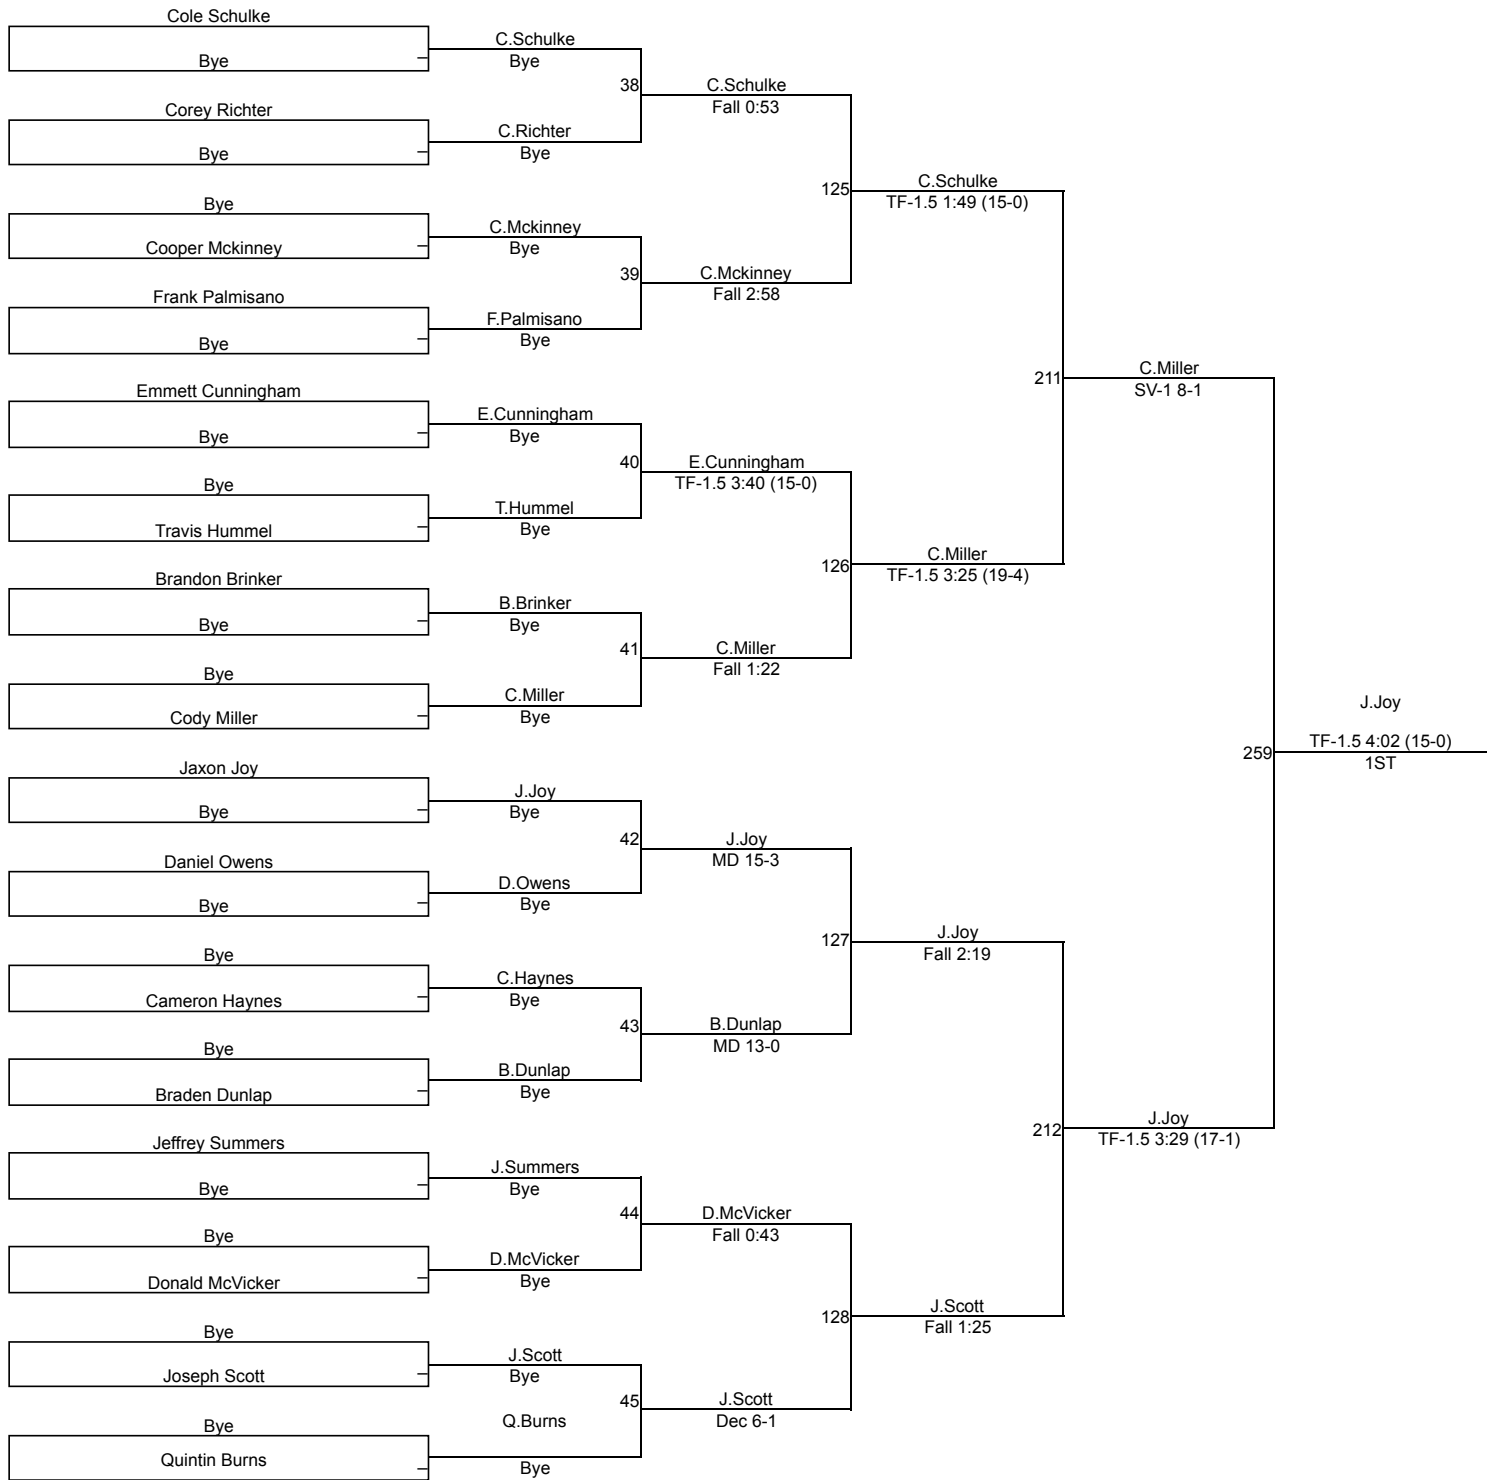 Cole Schulke
Bye
Corey Richter
Bye
Bye
Cooper Mckinney
Frank Palmisano
Bye
Emmett Cunningham
Bye
Bye
Travis Hummel
Brandon Brinker
Bye
Bye
Cody Miller
Jaxon Joy
Bye
Daniel Owens
Bye
Bye
Cameron Haynes
Bye
Braden Dunlap
Jeffrey Summers
Bye
Bye
Donald McVicker
Bye
Joseph Scott
Bye
Quintin Burns
C.Schulke
Bye
38
C.Richter
Bye
C.Mckinney
Bye
39
F.Palmisano
Bye
E.Cunningham
Bye
40
T.Hummel
Bye
B.Brinker
Bye
41
C.Miller
Bye
J.Joy
Bye
42
D.Owens
Bye
C.Haynes
Bye
43
B.Dunlap
Bye
J.Summers
Bye
44
D.McVicker
Bye
J.Scott
Bye
45
Q.Burns
Bye
C.Schulke
Fall 0:53
125
C.Mckinney
Fall 2:58
E.Cunningham
TF-1.5 3:40 (15-0)
126
C.Miller
Fall 1:22
J.Joy
MD 15-3
127
B.Dunlap
MD 13-0
D.McVicker
Fall 0:43
128
J.Scott
Dec 6-1
C.Schulke
TF-1.5 1:49 (15-0)
211
C.Miller
TF-1.5 3:25 (19-4)
J.Joy
Fall 2:19
212
J.Scott
Fall 1:25
C.Miller
SV-1 8-1
259
J.Joy
TF-1.5 3:29 (17-1)
J.Joy
TF-1.5 4:02 (15-0)
1ST